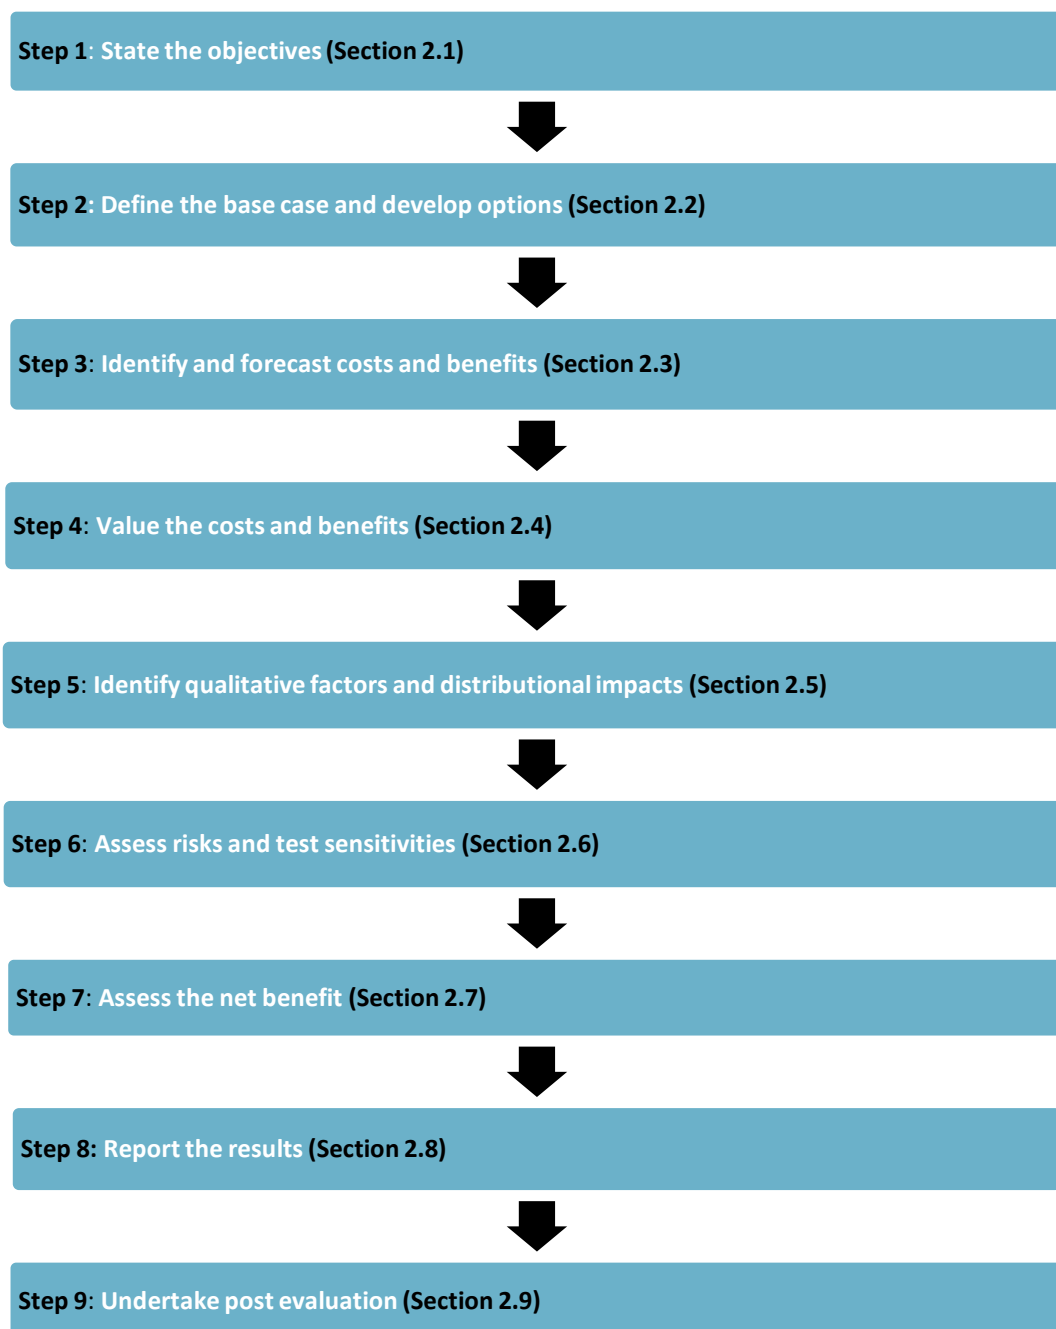 Step 1: State the objectives (Section 2.1)
Step 2: Define the base case and develop options (Section 2.2)
Step 3: Identify and forecast costs and benefits (Section 2.3)
Step 4: Value the costs and benefits (Section 2.4)
Step 5: Identify qualitative factors and distributional impacts (Section 2.5)
Step 6: Assess risks and test sensitivities (Section 2.6)
Step 7: Assess the net benefit (Section 2.7)
Step 8: Report the results (Section 2.8)
Step 9: Undertake post evaluation (Section 2.9)